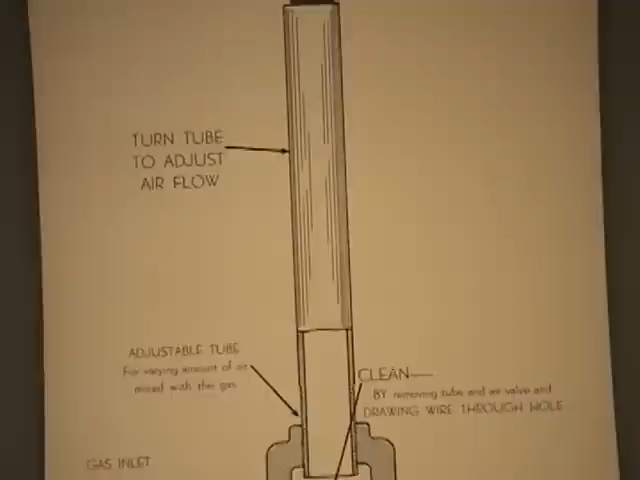 TURN TUBE
TO ADJUST
AIR FLOW
ADJUSTABLE TUBE
For varying amount of air
mixed with the gas
CLEAN—
BY removing tube and air valve and
DRAWING WIRE THROUGH HOLE
GAS INLET